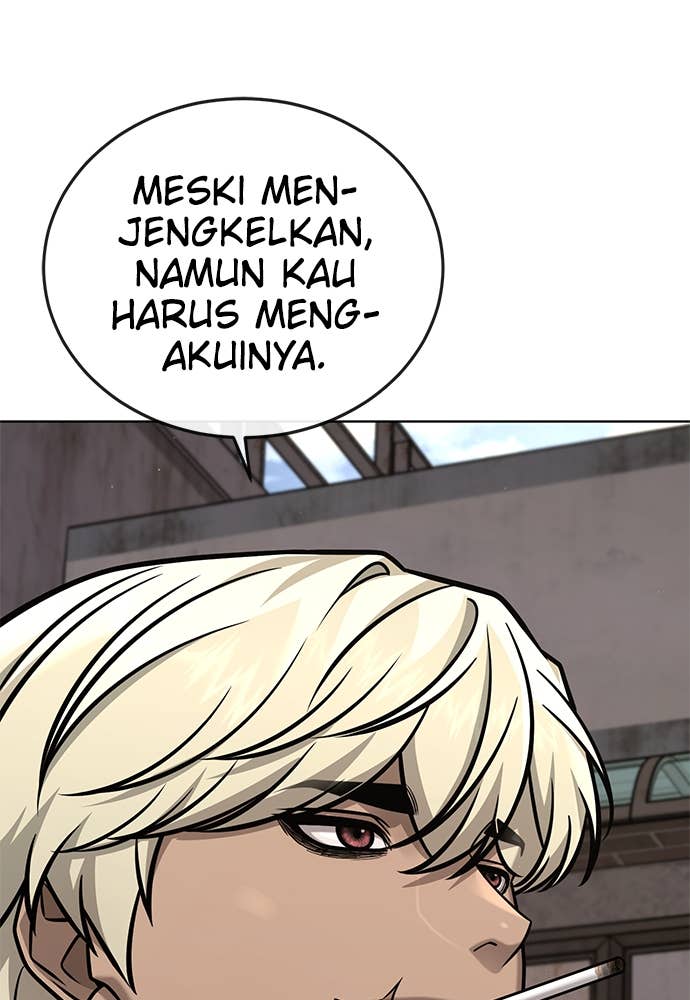 MESKI MEN-
JENGKELKAN,
NAMUN KAU
HARUS MENG-
AKUINYA.